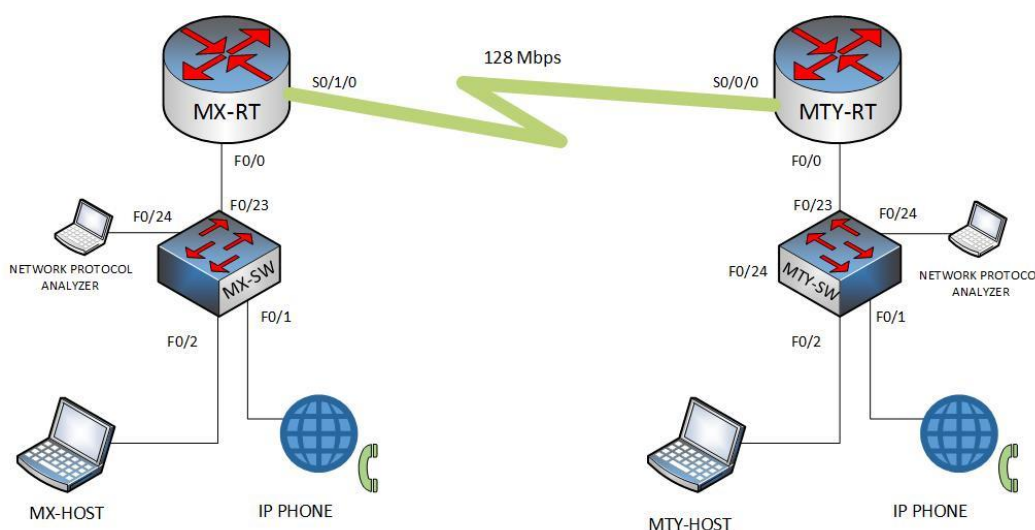 128 Mbps
S0/1/0
S0/0/0
MX-RT
MTY-RT
F0/0
F0/0
F0/24
F0/23
F0/23
F0/24
NETWORK PROTOCOL
ANALYZER
MX-SW
F0/24
MTY-SW
NETWORK PROTOCO
ANALYZER
F0/2
F0/1
F0/2
F0/1
MX-HOST
IP PHONE
MTY-HOST
IP PHONE